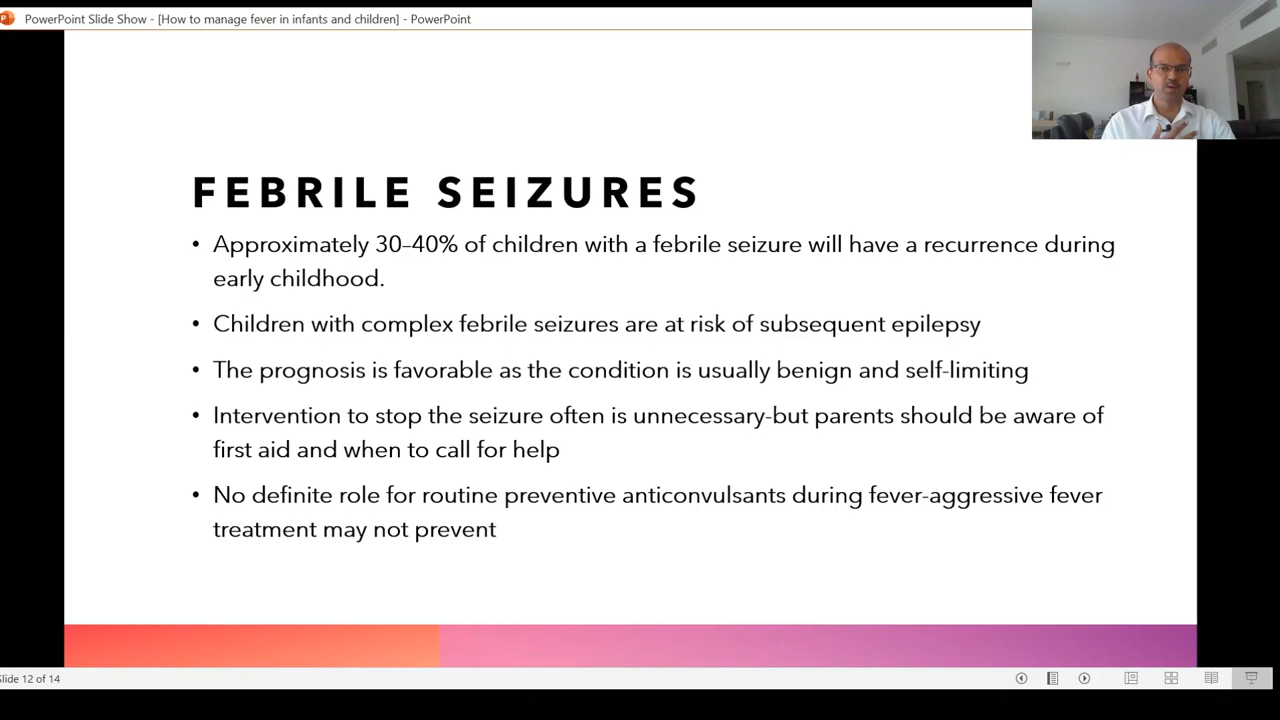 PowerPoint Slide Show - [How to manage fever in infants and children] - PowerPoint
FEBRILE SEIZURES
• Approximately 30–40% of children with a febrile seizure will have a recurrence during
early childhood.
• Children with complex febrile seizures are at risk of subsequent epilepsy
• The prognosis is favorable as the condition is usually benign and self-limiting
• Intervention to stop the seizure often is unnecessary-but parents should be aware of
first aid and when to call for help
• No definite role for routine preventive anticonvulsants during fever-aggressive fever
treatment may not prevent
Slide 12 of 14